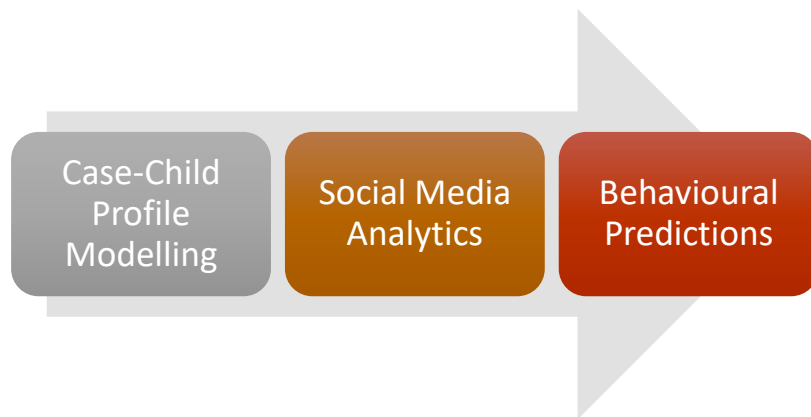 Case-Child
Profile
Modelling
Social Media
Analytics
Behavioural
Predictions